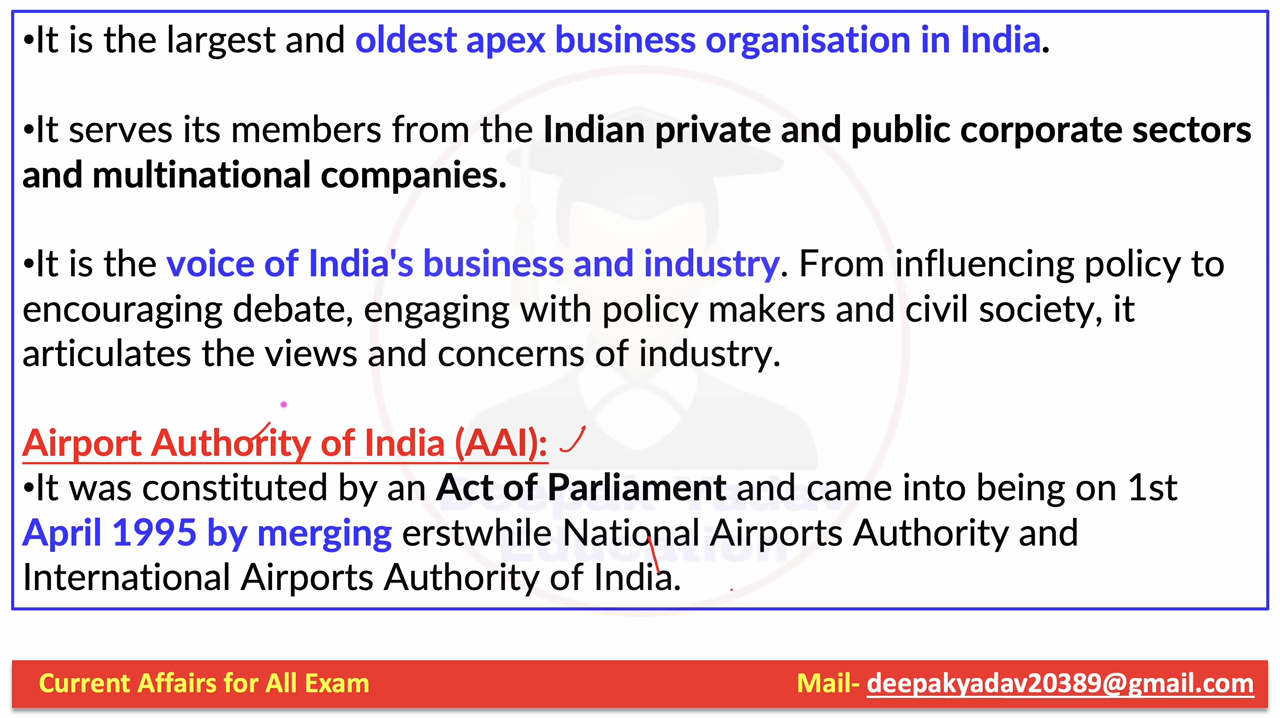 •It is the largest and oldest apex business organisation in India.
•It serves its members from the Indian private and public corporate sectors
and multinational companies.
•It is the voice of India's business and industry. From influencing policy to
encouraging debate, engaging with policy makers and civil society, it
articulates the views and concerns of industry.
Airport Authority of India (AAI):
•It was constituted by an Act of Parliament and came into being on 1st
April 1995 by merging erstwhile National Airports Authority and
International Airports Authority of India.
Deepak Yadav
Education
Current Affairs for All Exam
Mail- deepakyadav20389@gmail.com